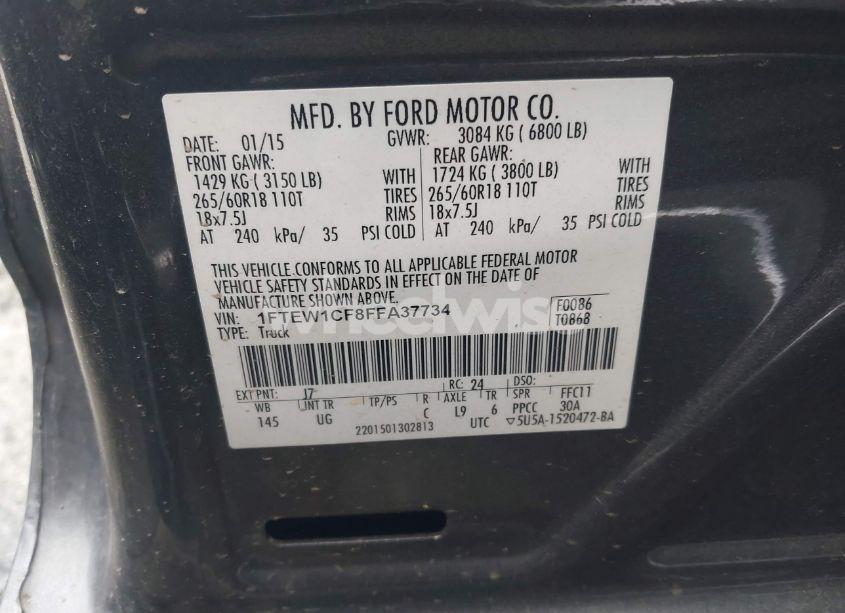 MFD. BY FORD MOTOR CO.
DATE: 01/15 GVWR: 3084 KG ( 6800 LB)
FRONT GAWR: REAR GAWR:
1429 KG ( 3150 LB) WITH 1724 KG ( 3800 LB) WITH
265/60R18 110T TIRES 265/60R18 110T TIRES
18x7.5J RIMS 18x7.5J RIMS
AT 240 kPa/ 35 PSI COLD AT 240 kPa/ 35 PSI COLD
THIS VEHICLE CONFORMS TO ALL APPLICABLE FEDERAL MOTOR
VEHICLE SAFETY STANDARDS IN EFFECT ON THE DATE OF
MANUFACTURE SHOWN ABOVE.
VIN: 1FTEW1CF8FFA37734 F0086
TYPE: Truck T0868
EXT PNT: J7 RC: 24 DSO:
WB INT TR TP/PS R AXLE TR SPR FFC11
145 UG C L9 6 PPCC 30A
2201501302813 UTC ▽5U5A-1520472-BA
wheelwise